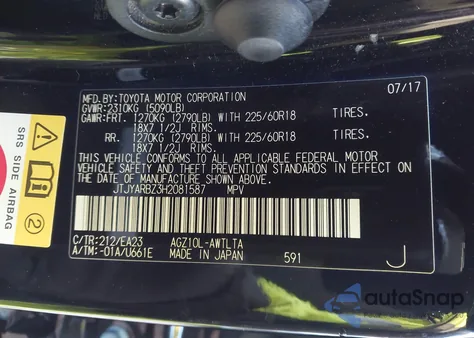 MFD.BY:TOYOTA MOTOR CORPORATION 07/17
GVWR:2310KG (5090LB)
GAWR:FRT. 1270KG (2790LB) WITH 225/60R18 TIRES.
18X7 1/2J RIMS.
RR. 1270KG (2790LB) WITH 225/60R18 TIRES.
18X7 1/2J RIMS.
THIS VEHICLE CONFORMS TO ALL APPLICABLE FEDERAL MOTOR
VEHICLE SAFETY AND THEFT PREVENTION STANDARDS IN EFFECT
ON THE DATE OF MANUFACTURE SHOWN ABOVE.
JTJYARBZ3H2081587 MPV
C/TR:212/EA23 AGZ10L-AWTLTA
A/TM:-01A/U661E MADE IN JAPAN 591 J
SRS SIDE AIRBAG
2
autoSnap